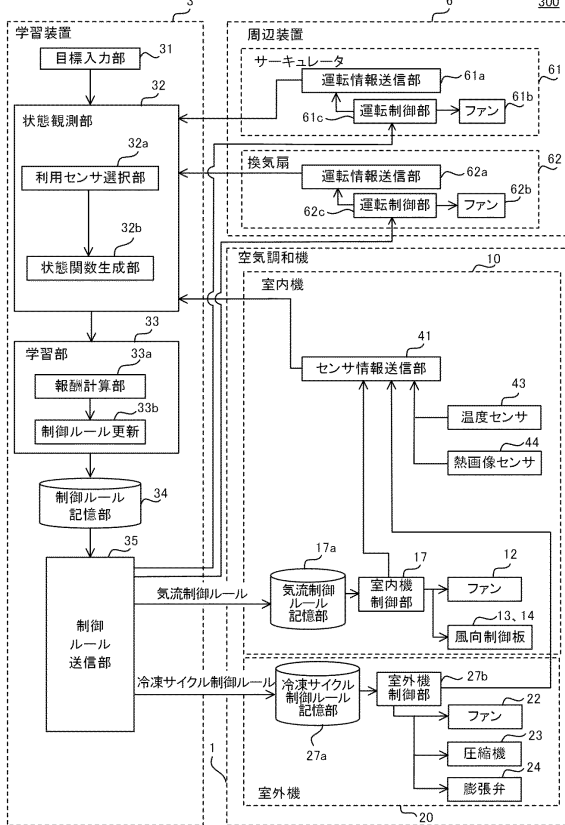 3
6
300
学習装置
目標入力部
31
32
状態観測部
32a
利用センサ選択部
32b
状態関数生成部
33
学習部
33a
報酬計算部
33b
制御ルール更新
制御ルール
記憶部
34
35
制御
ルール
送信部
周辺装置
サーキュレータ
61
運転情報送信部
61a
61c
運転制御部
ファン
61b
換気扇
62
運転情報送信部
62a
62c
運転制御部
ファン
62b
空気調和機
室内機
10
41
センサ情報送信部
43
温度センサ
44
熱画像センサ
17a
気流制御
ルール
記憶部
17
室内機
制御部
12
ファン
13、14
風向制御板
気流制御ルール
冷凍サイクル制御ルール
冷凍サイクル
制御ルール
記憶部
27a
室外機
制御部
27b
22
ファン
23
圧縮機
24
膨張弁
1
室外機
20